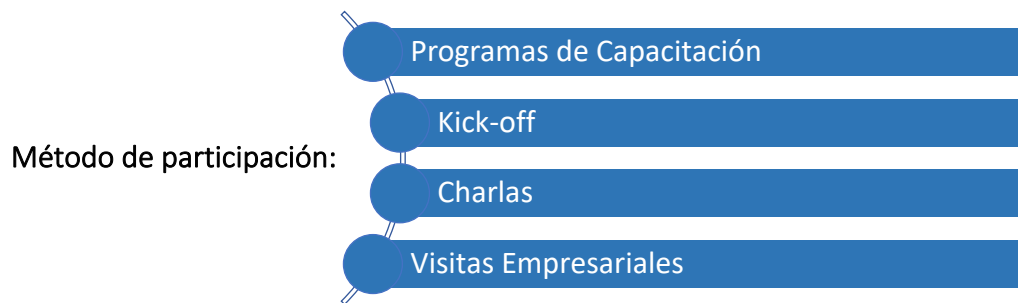 Método de participación:
Programas de Capacitación
Kick-off
Charlas
Visitas Empresariales